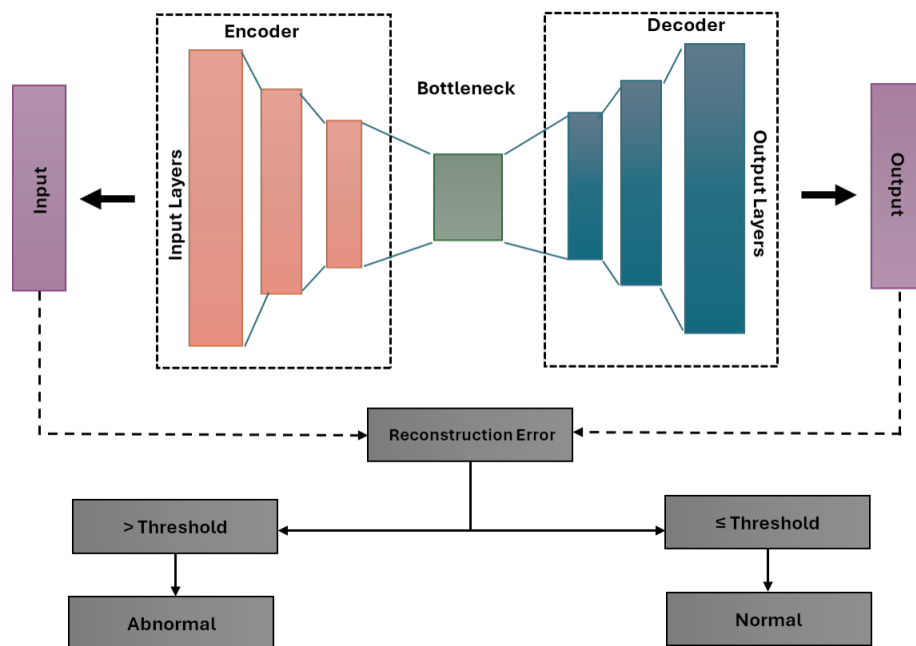 Encoder
Decoder
Bottleneck
Input
Input Layers
Output Layers
Output
Reconstruction Error
> Threshold
≤ Threshold
Abnormal
Normal